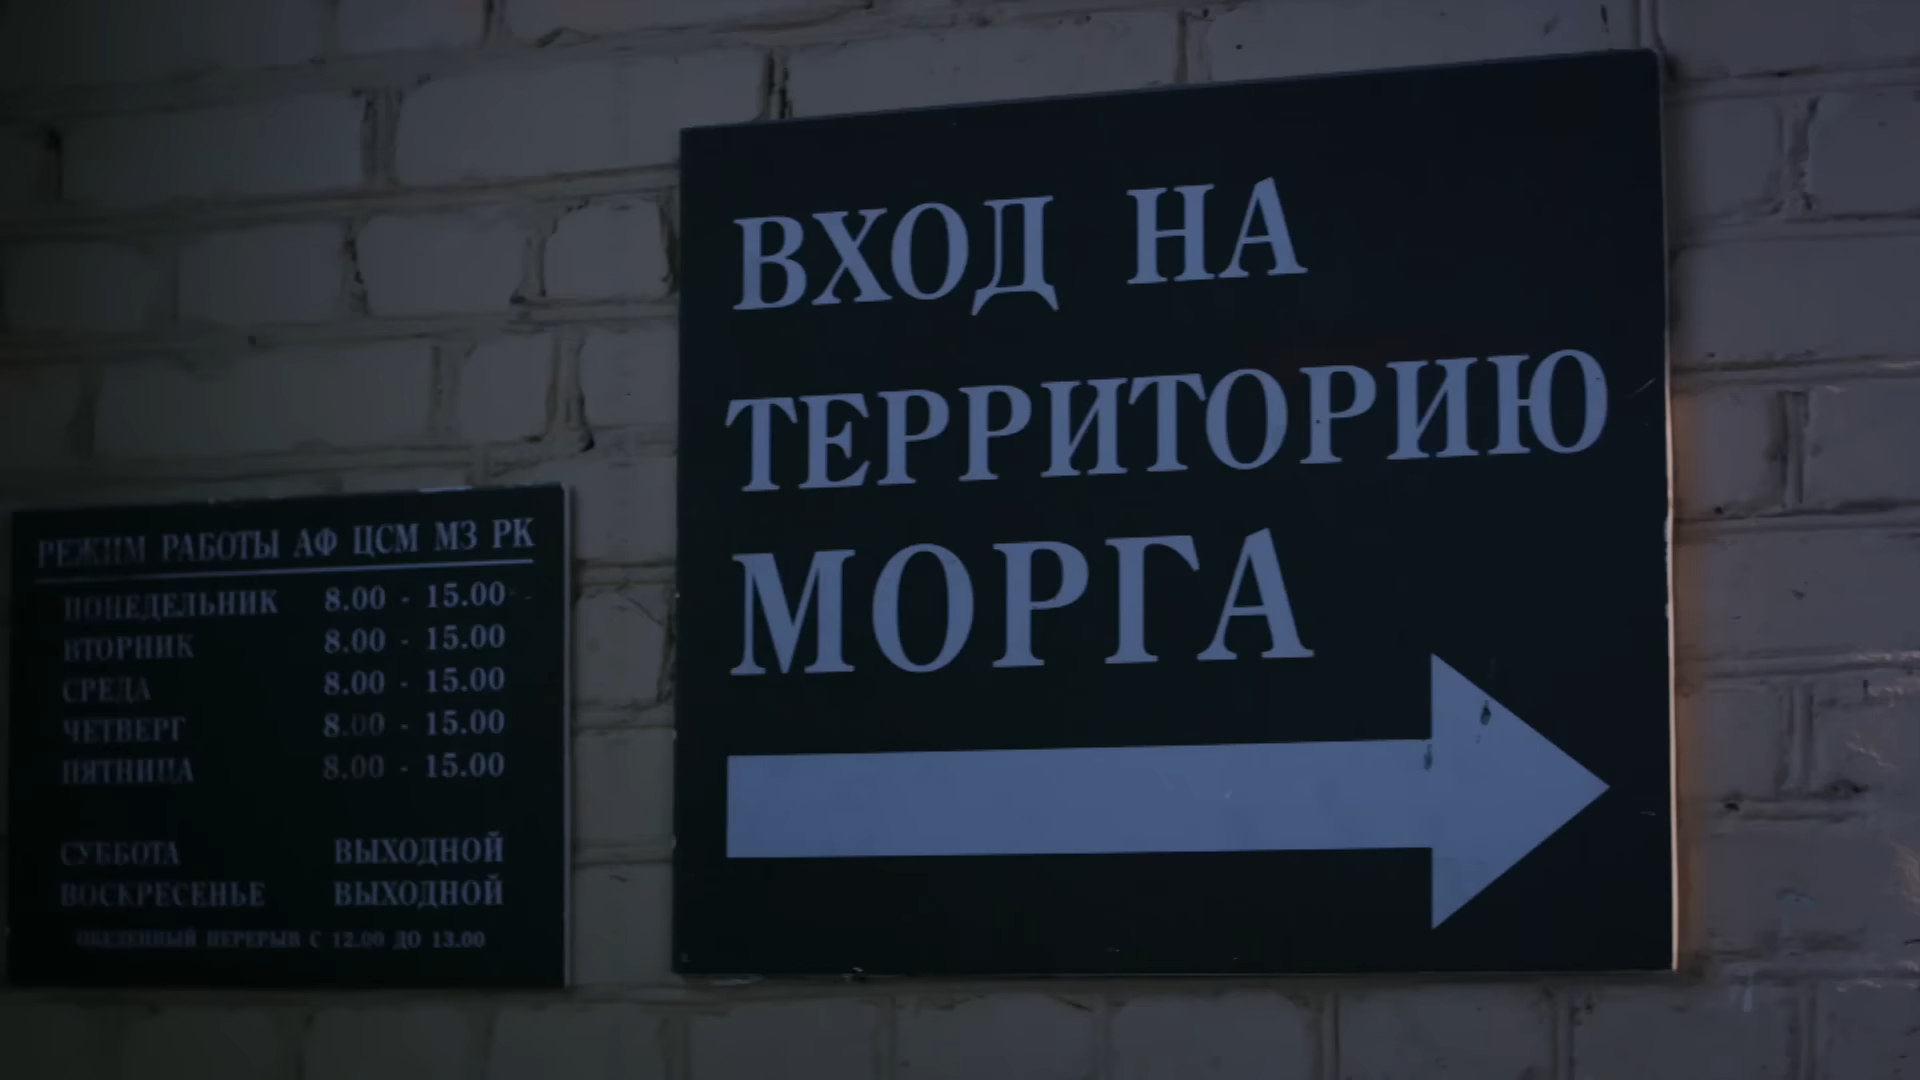 ВХОД НА
ТЕРРИТОРИЮ
МОРГА
РЕЖИМ РАБОТЫ АФ ЦСМ МЗ РК
ПОНЕДЕЛЬНИК 8.00 - 15.00
ВТОРНИК 8.00 - 15.00
СРЕДА 8.00 - 15.00
ЧЕТВЕРГ 8.00 - 15.00
ПЯТНИЦА 8.00 - 15.00
СУББОТА ВЫХОДНОЙ
ВОСКРЕСЕНЬЕ ВЫХОДНОЙ
ОБЕДЕННЫЙ ПЕРЕРЫВ С 12.00 ДО 13.00